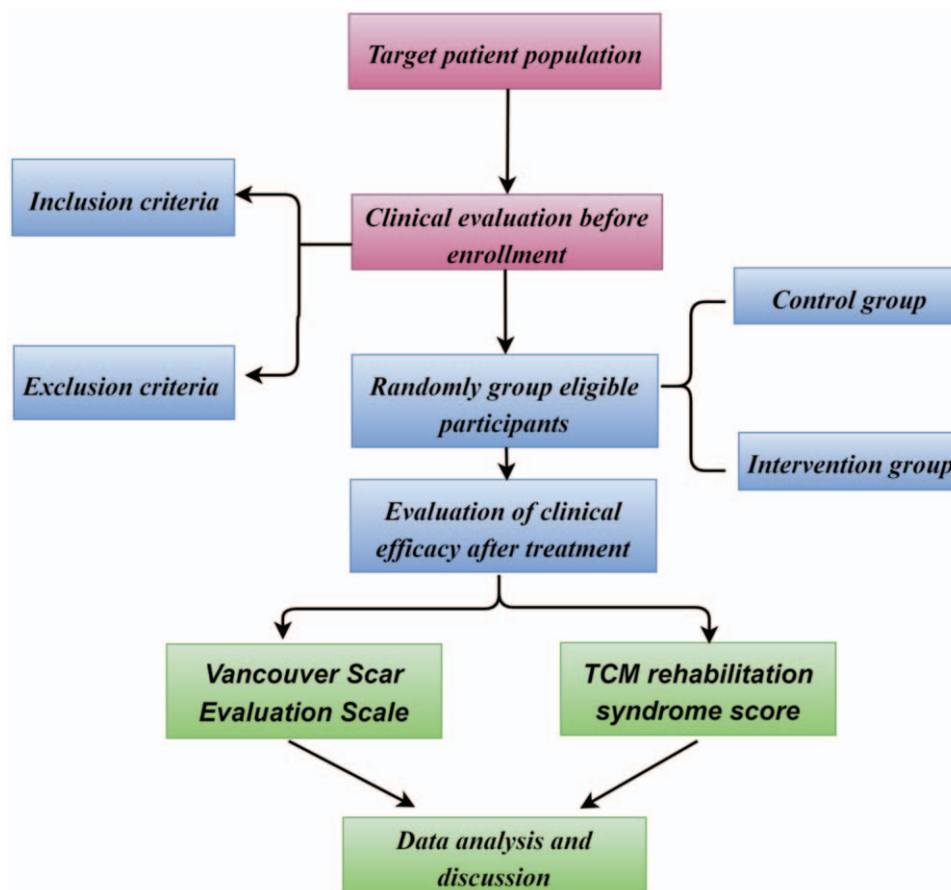 Target patient population
Inclusion criteria
Clinical evaluation before
enrollment
Control group
Exclusion criteria
Randomly group eligible
participants
Intervention group
Evaluation of clinical
efficacy after treatment
Vancouver Scar
Evaluation Scale
TCM rehabilitation
syndrome score
Data analysis and
discussion